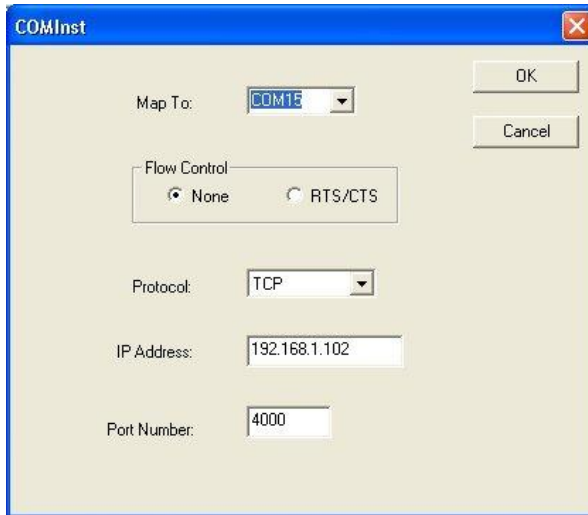 COMInst
OK
Map To: COM15
Cancel
Flow Control
None RTS/CTS
Protocol: TCP
IP Address: 192.168.1.102
Port Number: 4000